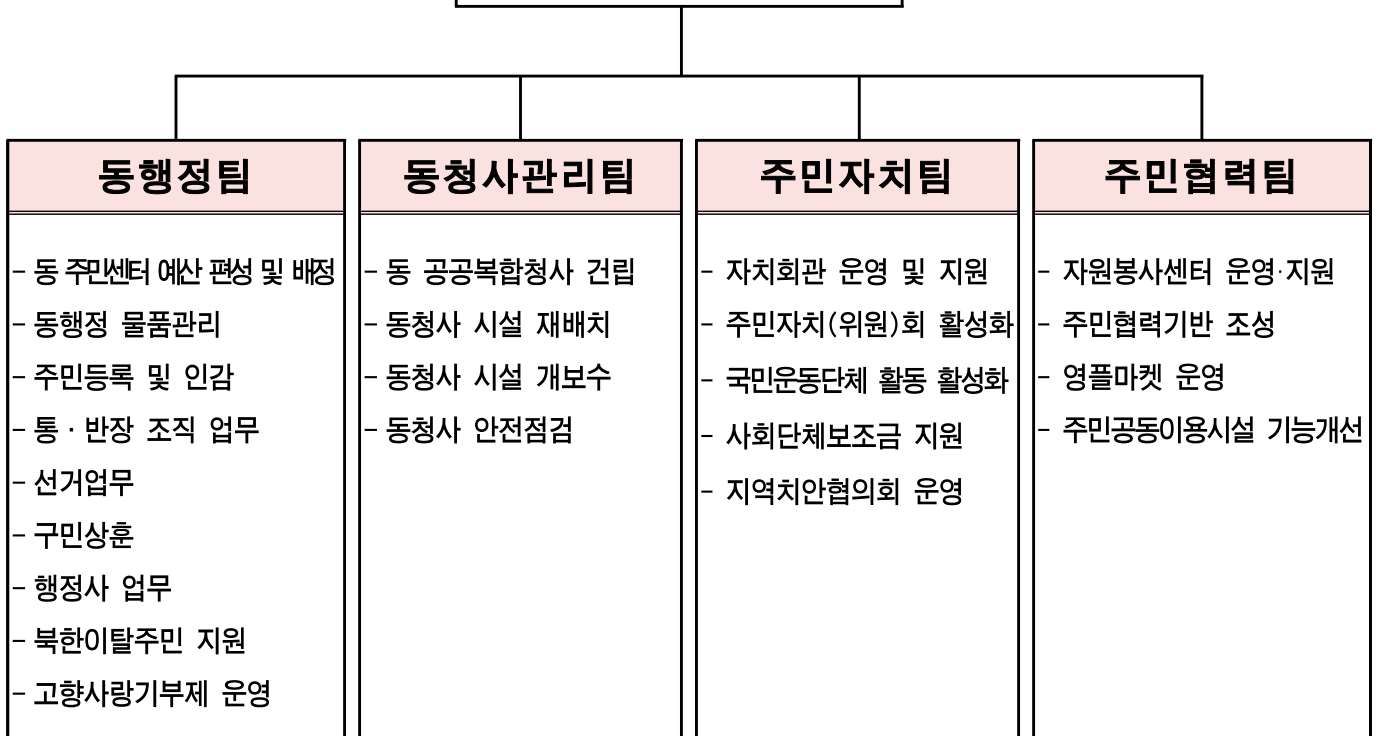 동행정팀
- 동 주민센터 예산 편성 및 배정
- 동행정 물품관리
- 주민등록 및 인감
- 통 · 반장 조직 업무
- 선거업무
- 구민상훈
- 행정사 업무
- 북한이탈주민 지원
- 고향사랑기부제 운영
동청사관리팀
- 동 공공복합청사 건립
- 동청사 시설 재배치
- 동청사 시설 개보수
- 동청사 안전점검
주민자치팀
- 자치회관 운영 및 지원
- 주민자치(위원)회 활성화
- 국민운동단체 활동 활성화
- 사회단체보조금 지원
- 지역치안협의회 운영
주민협력팀
- 자원봉사센터 운영·지원
- 주민협력기반 조성
- 영플마켓 운영
- 주민공동이용시설 기능개선